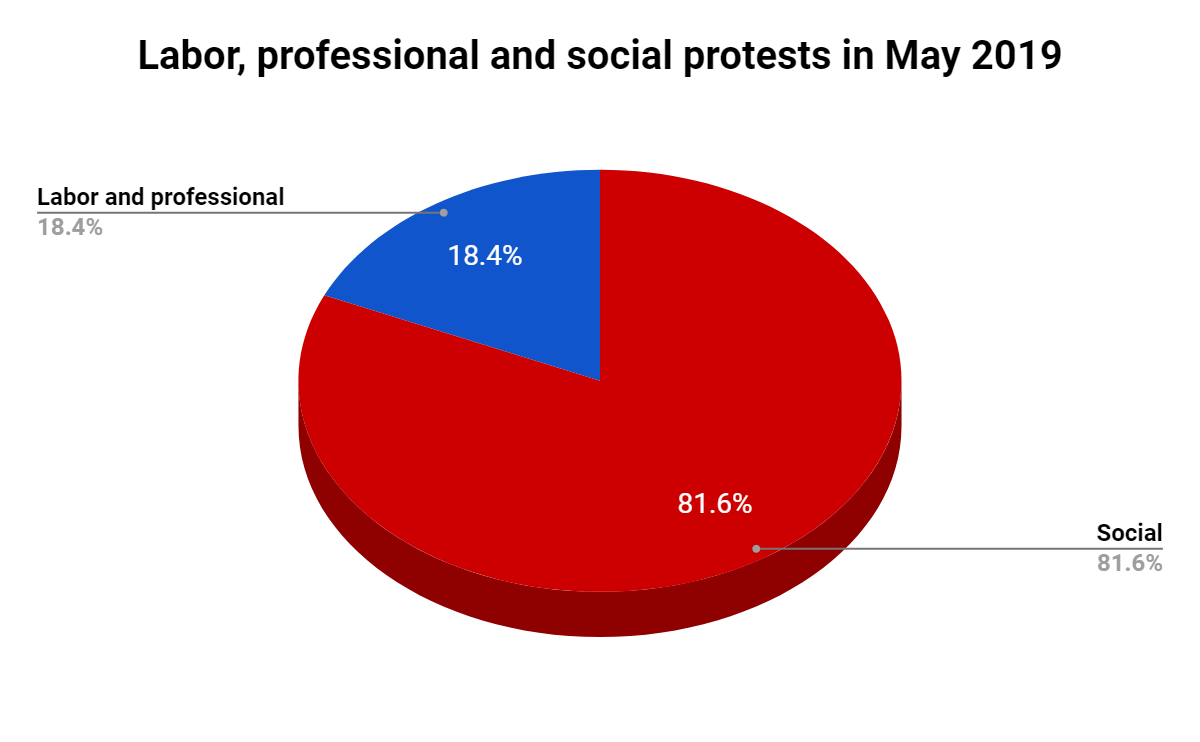 Labor, professional and social protests in May 2019
Labor and professional
18.4%
18.4%
81.6%
Social
81.6%